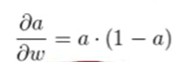 ∂a/∂w = a · (1 − a)